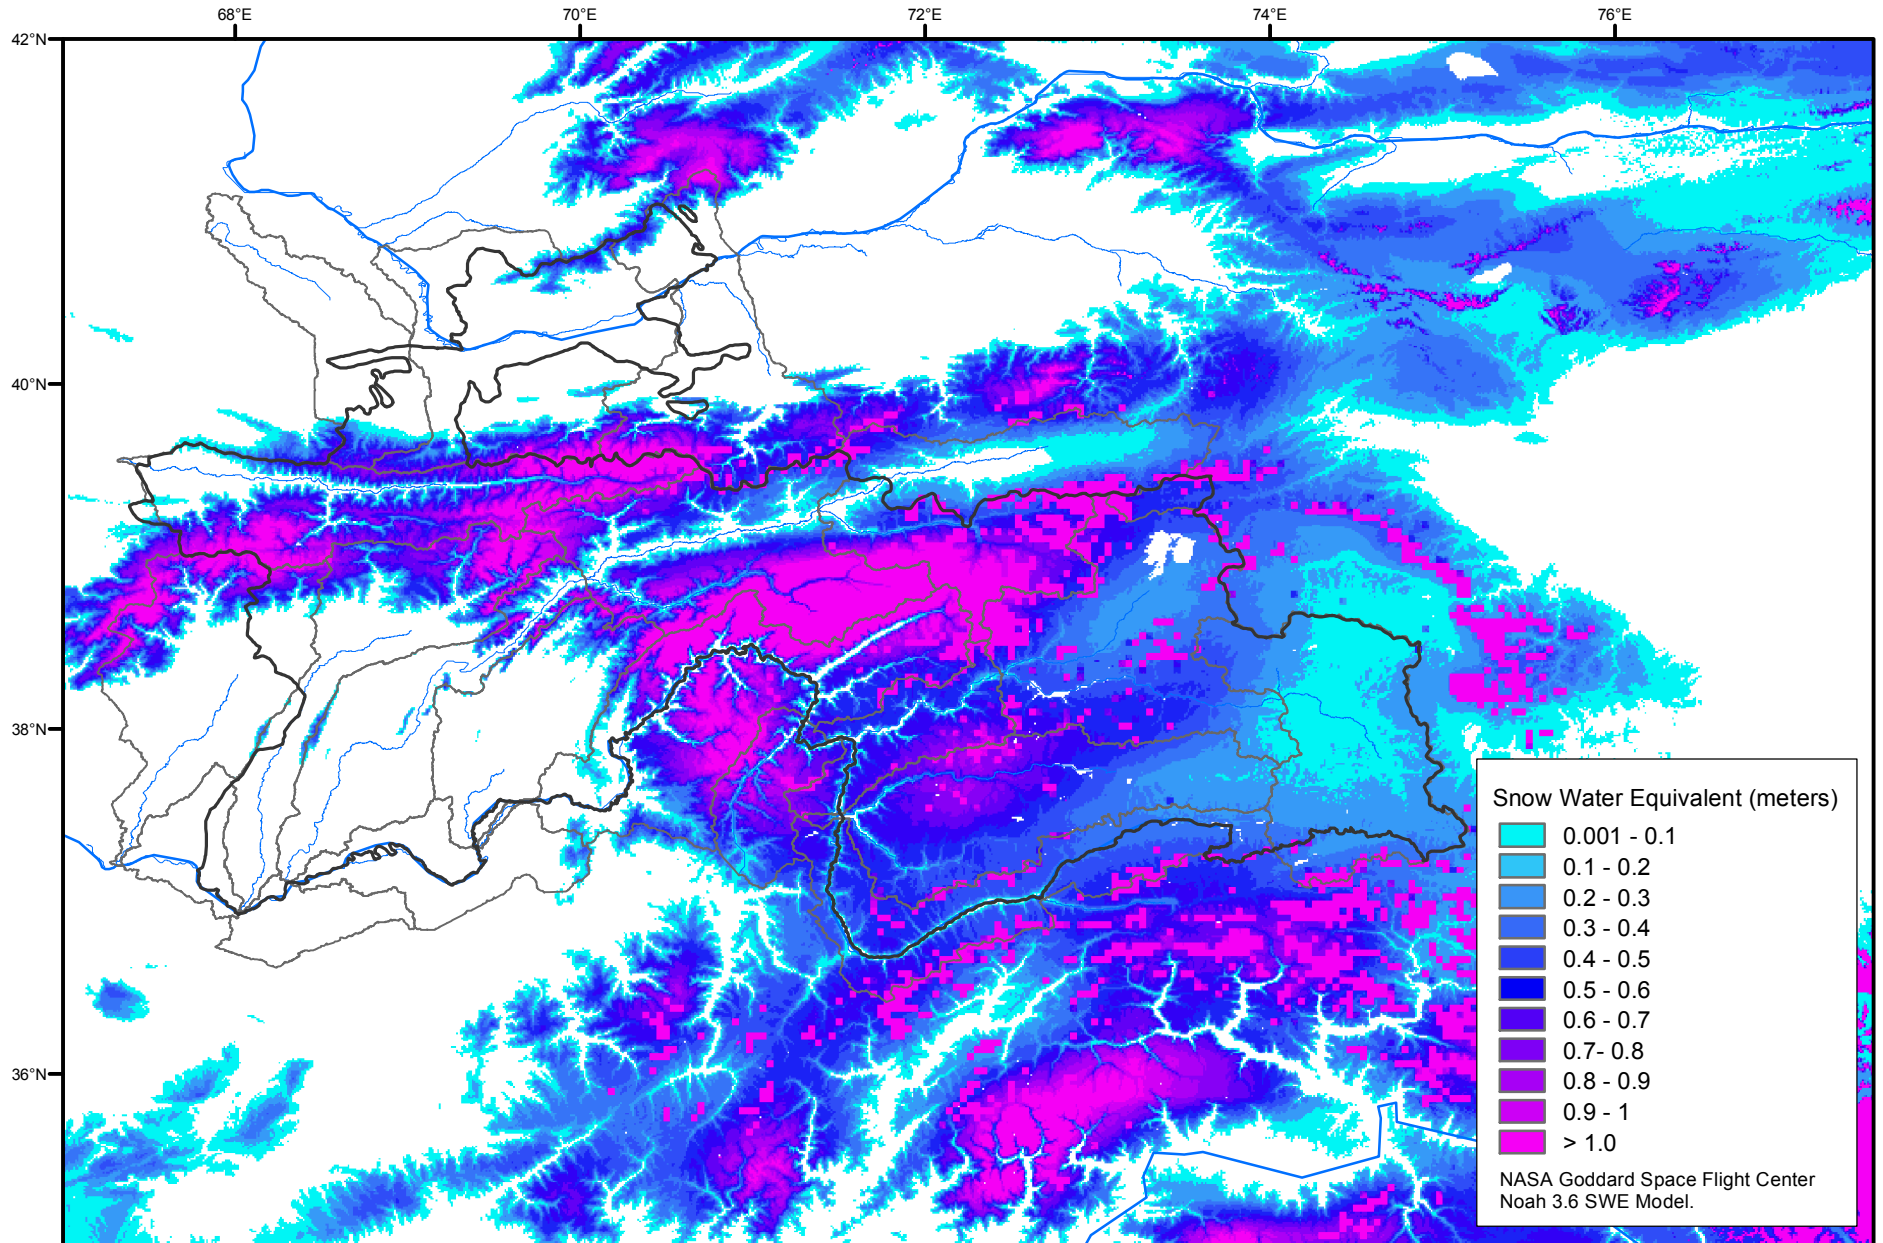 68°E
70°E
72°E
74°E
76°E
42°N
40°N
38°N
36°N
Snow Water Equivalent (meters)
0.001 - 0.1
0.1 - 0.2
0.2 - 0.3
0.3 - 0.4
0.4 - 0.5
0.5 - 0.6
0.6 - 0.7
0.7- 0.8
0.8 - 0.9
0.9 - 1
> 1.0
NASA Goddard Space Flight Center
Noah 3.6 SWE Model.